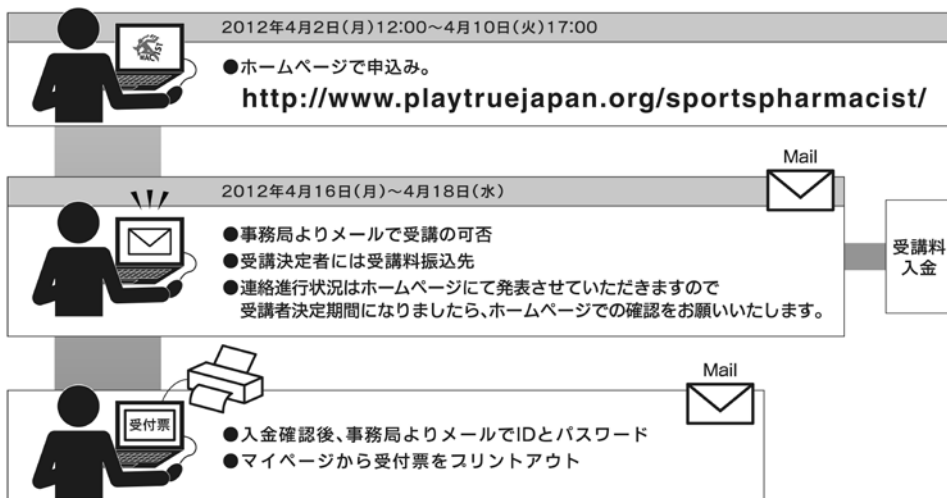 2012年4月2日(月)12:00〜4月10日(火)17:00
●ホームページで申込み。
http://www.playtruejapan.org/sportspharmacist/
Mail
2012年4月16日(月)〜4月18日(水)
●事務局よりメールで受講の可否
●受講決定者には受講料振込先
●連絡進行状況はホームページにて発表させていただきますので
受講者決定期間になりましたら、ホームページでの確認をお願いいたします。
受講料
入金
Mail
受付票
●入金確認後、事務局よりメールでIDとパスワード
●マイページから受付票をプリントアウト